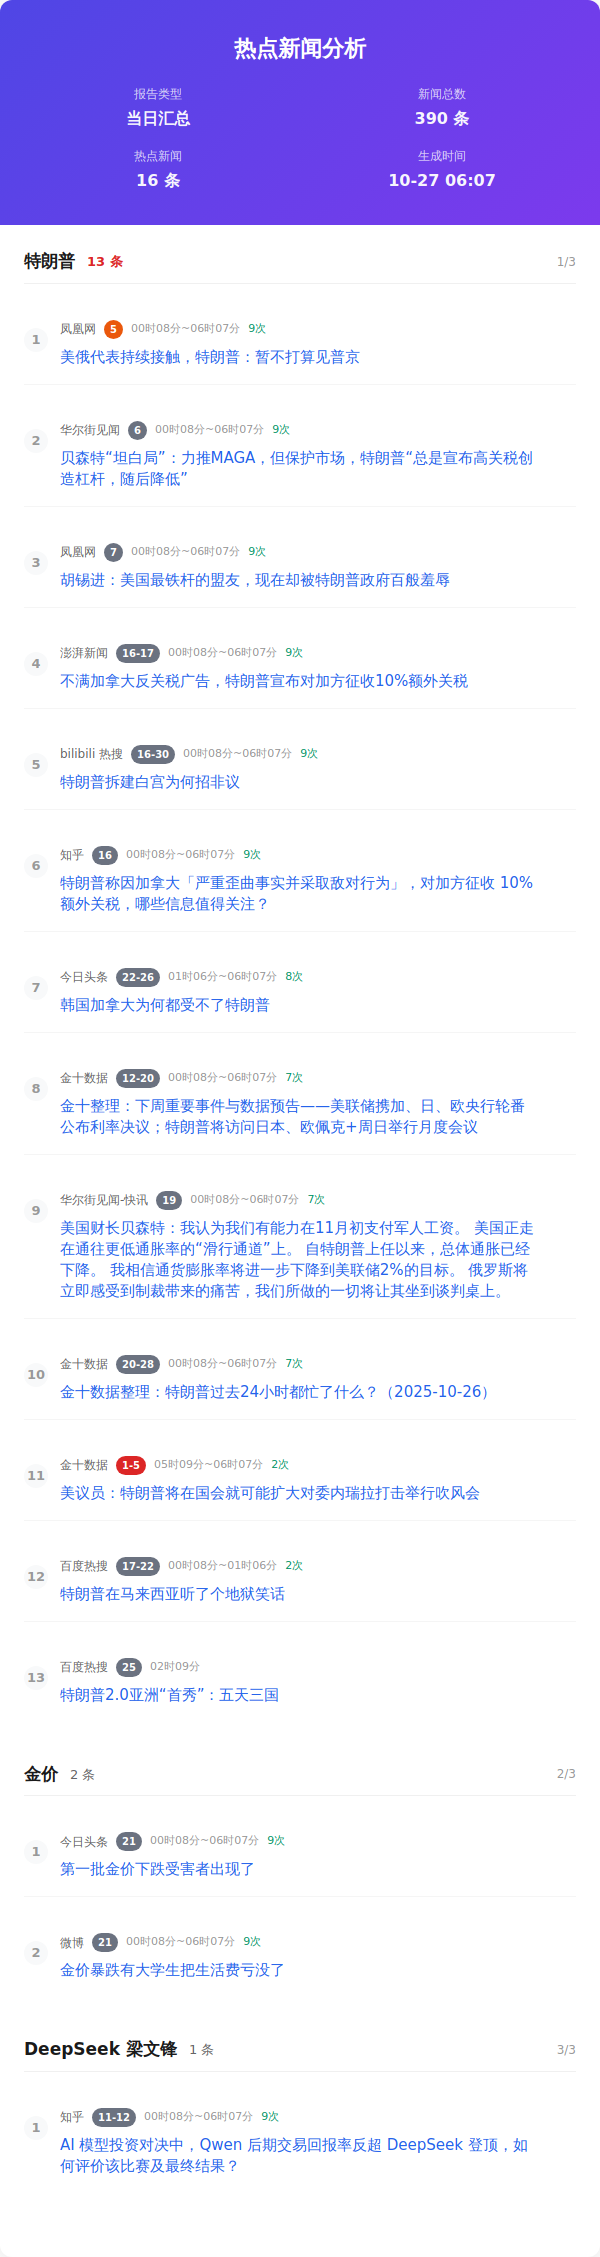 热点新闻分析
报告类型
新闻总数
当日汇总
390 条
热点新闻
生成时间
16 条
10-27 06:07
特朗普 13 条 1/3
1 凤凰网 5 00时08分~06时07分 9次
美俄代表持续接触，特朗普：暂不打算见普京
2 华尔街见闻 6 00时08分~06时07分 9次
贝森特“坦白局”：力推MAGA，但保护市场，特朗普“总是宣布高关税创
造杠杆，随后降低”
3 凤凰网 7 00时08分~06时07分 9次
胡锡进：美国最铁杆的盟友，现在却被特朗普政府百般羞辱
4 澎湃新闻 16-17 00时08分~06时07分 9次
不满加拿大反关税广告，特朗普宣布对加方征收10%额外关税
5 bilibili 热搜 16-30 00时08分~06时07分 9次
特朗普拆建白宫为何招非议
6 知乎 16 00时08分~06时07分 9次
特朗普称因加拿大「严重歪曲事实并采取敌对行为」，对加方征收 10%
额外关税，哪些信息值得关注？
7 今日头条 22-26 01时06分~06时07分 8次
韩国加拿大为何都受不了特朗普
8 金十数据 12-20 00时08分~06时07分 7次
金十整理：下周重要事件与数据预告——美联储携加、日、欧央行轮番
公布利率决议；特朗普将访问日本、欧佩克+周日举行月度会议
9 华尔街见闻-快讯 19 00时08分~06时07分 7次
美国财长贝森特：我认为我们有能力在11月初支付军人工资。 美国正走
在通往更低通胀率的“滑行通道”上。 自特朗普上任以来，总体通胀已经
下降。 我相信通货膨胀率将进一步下降到美联储2%的目标。 俄罗斯将
立即感受到制裁带来的痛苦，我们所做的一切将让其坐到谈判桌上。
10 金十数据 20-28 00时08分~06时07分 7次
金十数据整理：特朗普过去24小时都忙了什么？（2025-10-26）
11 金十数据 1-5 05时09分~06时07分 2次
美议员：特朗普将在国会就可能扩大对委内瑞拉打击举行吹风会
12 百度热搜 17-22 00时08分~01时06分 2次
特朗普在马来西亚听了个地狱笑话
13 百度热搜 25 02时09分
特朗普2.0亚洲“首秀”：五天三国
金价 2 条 2/3
1 今日头条 21 00时08分~06时07分 9次
第一批金价下跌受害者出现了
2 微博 21 00时08分~06时07分 9次
金价暴跌有大学生把生活费亏没了
DeepSeek 梁文锋 1 条 3/3
1 知乎 11-12 00时08分~06时07分 9次
AI 模型投资对决中，Qwen 后期交易回报率反超 DeepSeek 登顶，如
何评价该比赛及最终结果？